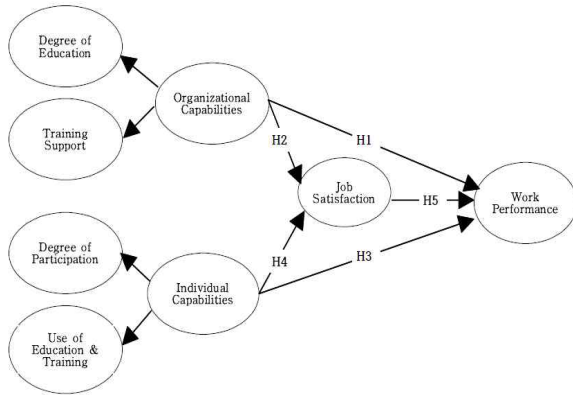 Degree of
Education
Organizational
Capabilities
Training
Support
H1
H2
Job
Satisfaction
H5
Work
Performance
Degree of
Participation
H4
H3
Individual
Capabilities
Use of
Education &
Training